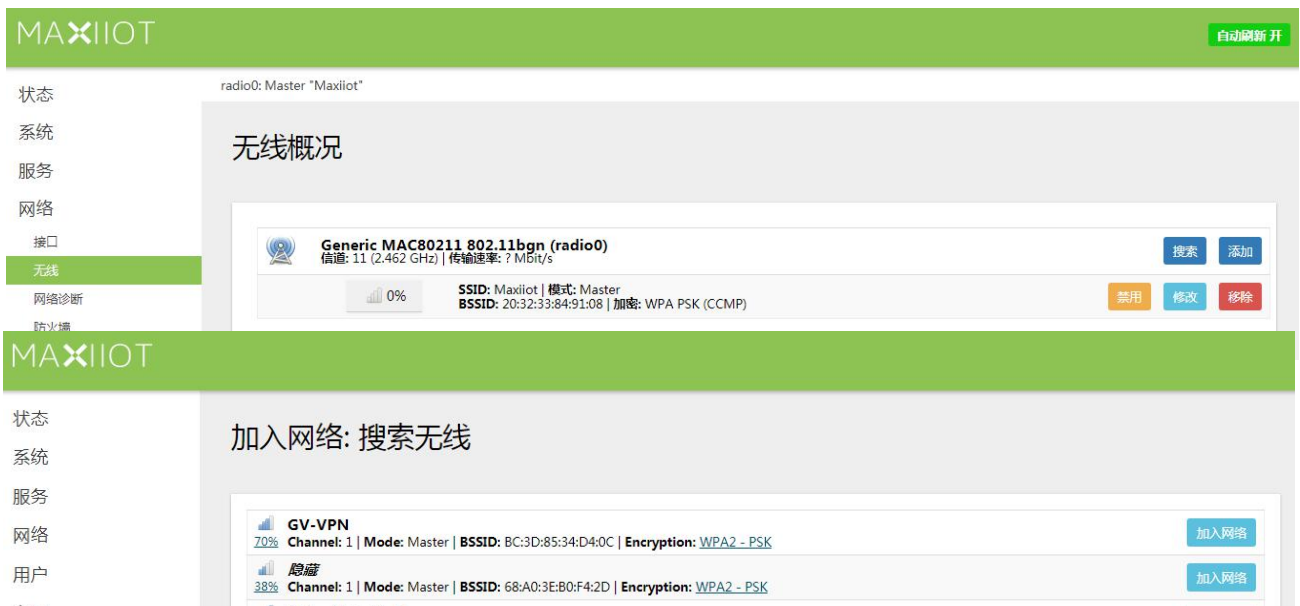 MAXIIOT
自动刷新 开
状态
系统
服务
网络
接口
无线
网络诊断
防火墙
radio0: Master "Maxiiot"
无线概况
Generic MAC80211 802.11bgn (radio0)
信道: 11 (2.462 GHz) | 传输速率: ? Mbit/s
搜索 添加
0%
SSID: Maxiiot | 模式: Master
BSSID: 20:32:33:84:91:08 | 加密: WPA PSK (CCMP)
禁用 修改 移除
MAXIIOT
状态
系统
服务
网络
用户
加入网络: 搜索无线
GV-VPN
70% Channel: 1 | Mode: Master | BSSID: BC:3D:85:34:D4:0C | Encryption: WPA2 - PSK
加入网络
隐藏
38% Channel: 1 | Mode: Master | BSSID: 68:A0:3E:B0:F4:2D | Encryption: WPA2 - PSK
加入网络